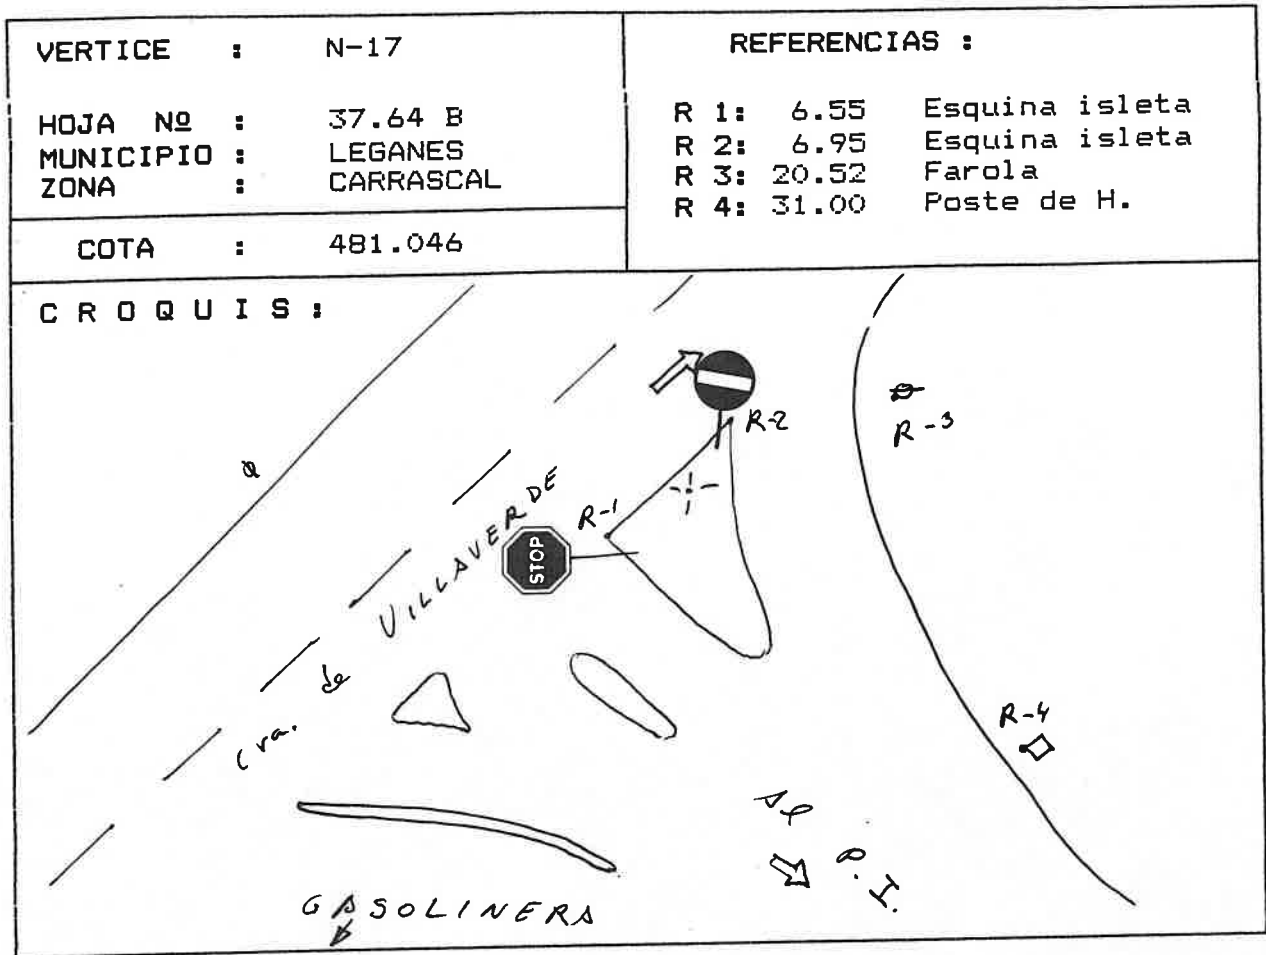 VERTICE : N-17
HOJA Nº : 37.64 B
MUNICIPIO : LEGANES
ZONA : CARRASCAL
COTA : 481.046
REFERENCIAS :
R 1: 6.55 Esquina isleta
R 2: 6.95 Esquina isleta
R 3: 20.52 Farola
R 4: 31.00 Poste de H.
CROQUIS:
R-2
R-3
R-1
STOP
Cra. de VILLAVERDE
R-4
Al P.I.
GASOLINERA